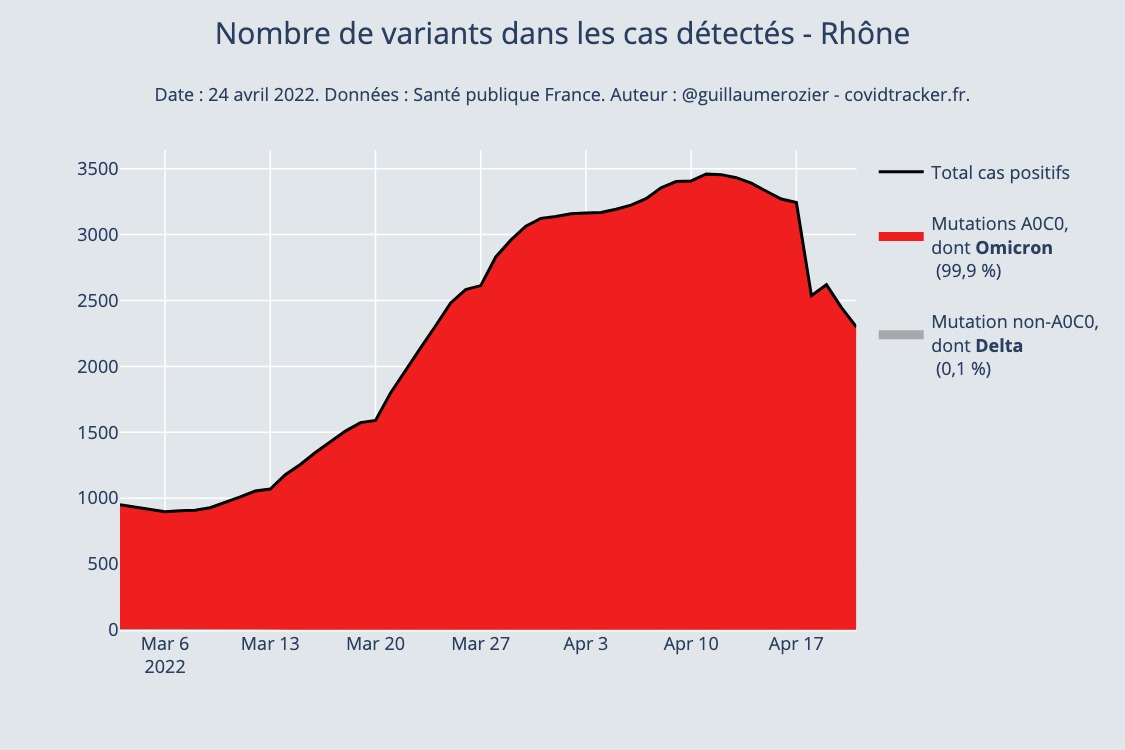 Nombre de variants dans les cas détectés - Rhône
Date : 24 avril 2022. Données : Santé publique France. Auteur : @guillaumerozier - covidtracker.fr.
3500
3000
2500
2000
1500
1000
500
0
Mar 6
2022
Mar 13
Mar 20
Mar 27
Apr 3
Apr 10
Apr 17
Total cas positifs
Mutations A0C0,
dont Omicron
(99,9 %)
Mutation non-A0C0,
dont Delta
(0,1 %)